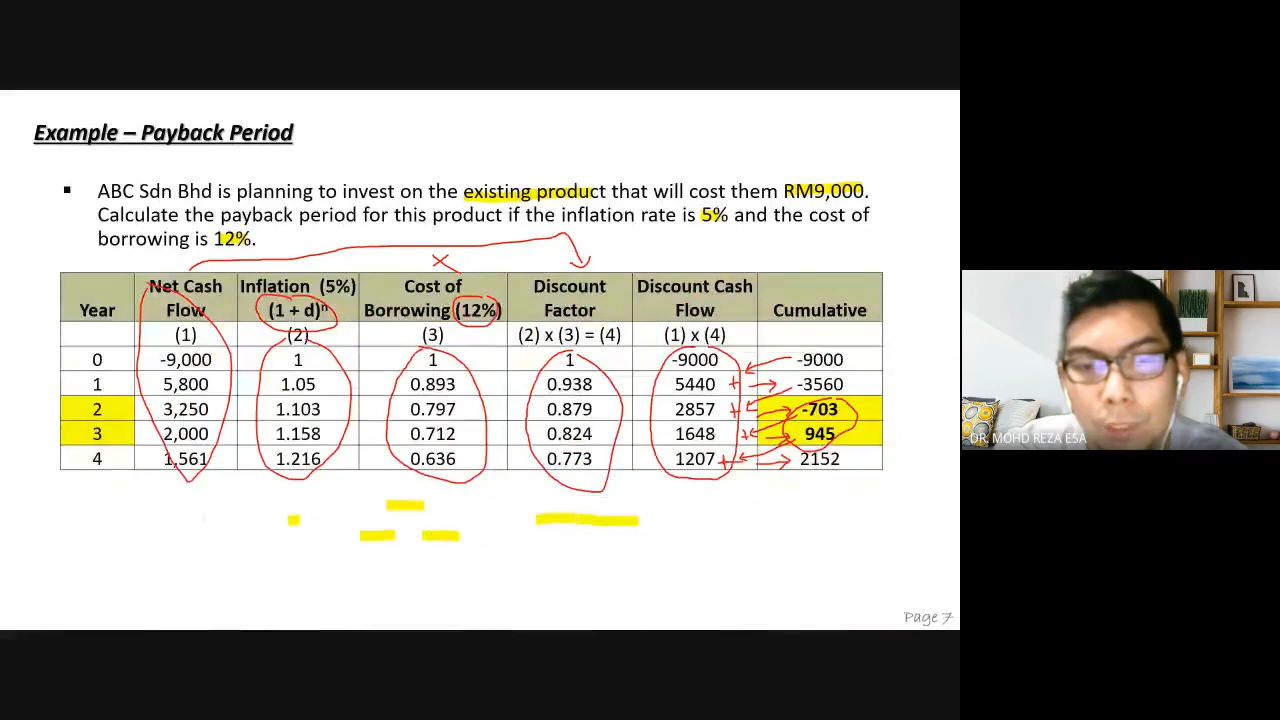 Example – Payback Period
▪ ABC Sdn Bhd is planning to invest on the existing product that will cost them RM9,000.
Calculate the payback period for this product if the inflation rate is 5% and the cost of
borrowing is 12%.
Year | Net Cash Flow | Inflation (5%) (1 + d)ⁿ | Cost of Borrowing (12%) | Discount Factor | Discount Cash Flow | Cumulative
(1) | (2) | (3) | (2) x (3) = (4) | (1) x (4)
0 | -9,000 | 1 | 1 | 1 | -9000 | -9000
1 | 5,800 | 1.05 | 0.893 | 0.938 | 5440 | -3560
2 | 3,250 | 1.103 | 0.797 | 0.879 | 2857 | -703
3 | 2,000 | 1.158 | 0.712 | 0.824 | 1648 | 945
4 | 1,561 | 1.216 | 0.636 | 0.773 | 1207 | 2152
Page 7
DR. MOHD REZA ESA